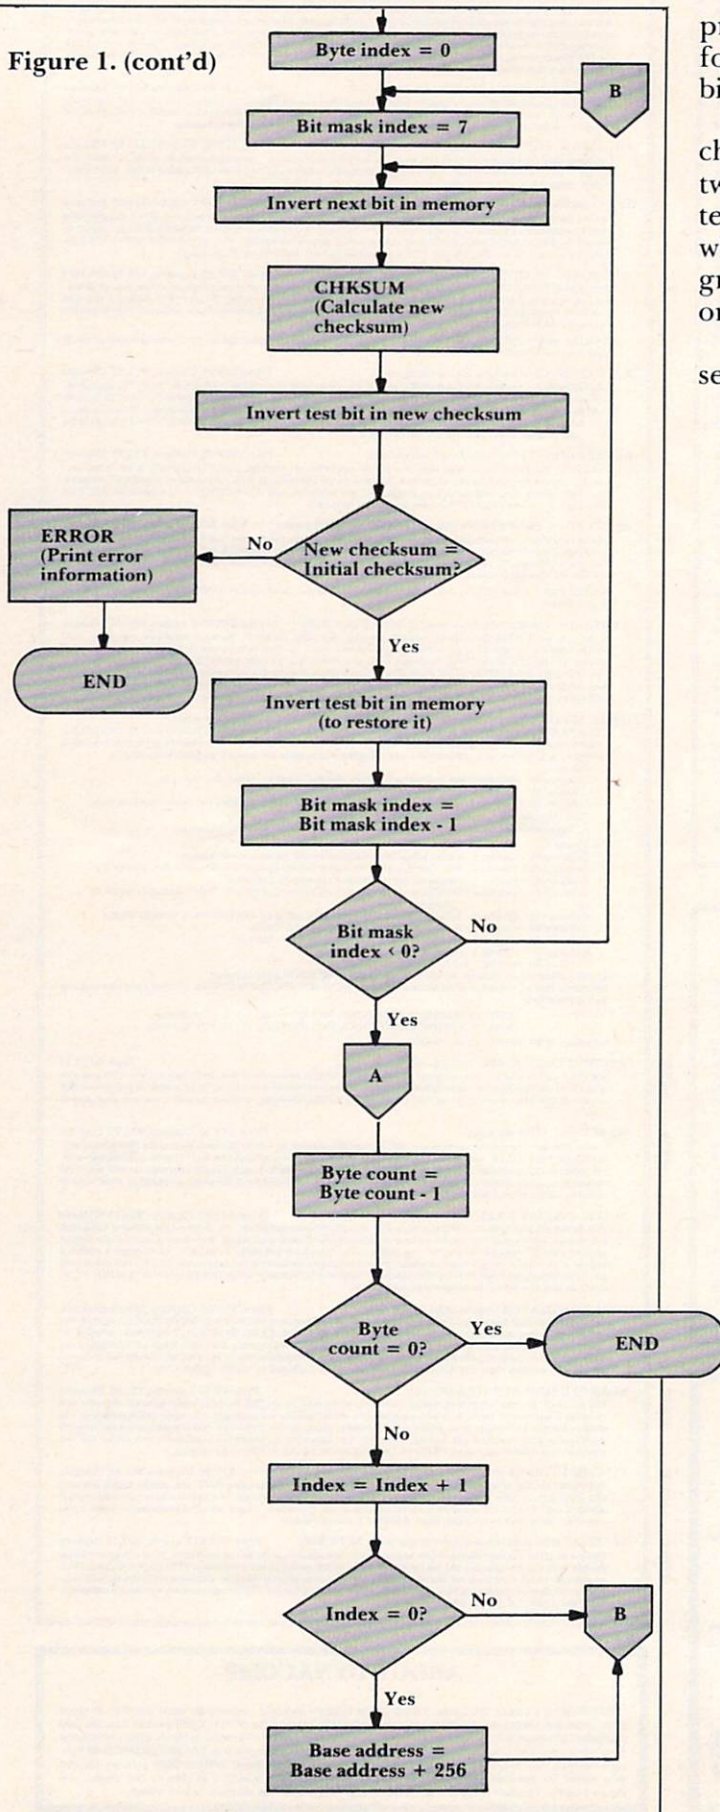 Figure 1. (cont'd)
Byte index = 0
B
Bit mask index = 7
Invert next bit in memory
CHKSUM
(Calculate new
checksum)
Invert test bit in new checksum
New checksum =
Initial checksum?
No
ERROR
(Print error
information)
END
Yes
Invert test bit in memory
(to restore it)
Bit mask index =
Bit mask index - 1
Bit mask
index < 0?
No
Yes
A
Byte count =
Byte count - 1
Byte
count = 0?
Yes
END
No
Index = Index + 1
Index = 0?
No
B
Yes
Base address =
Base address + 256